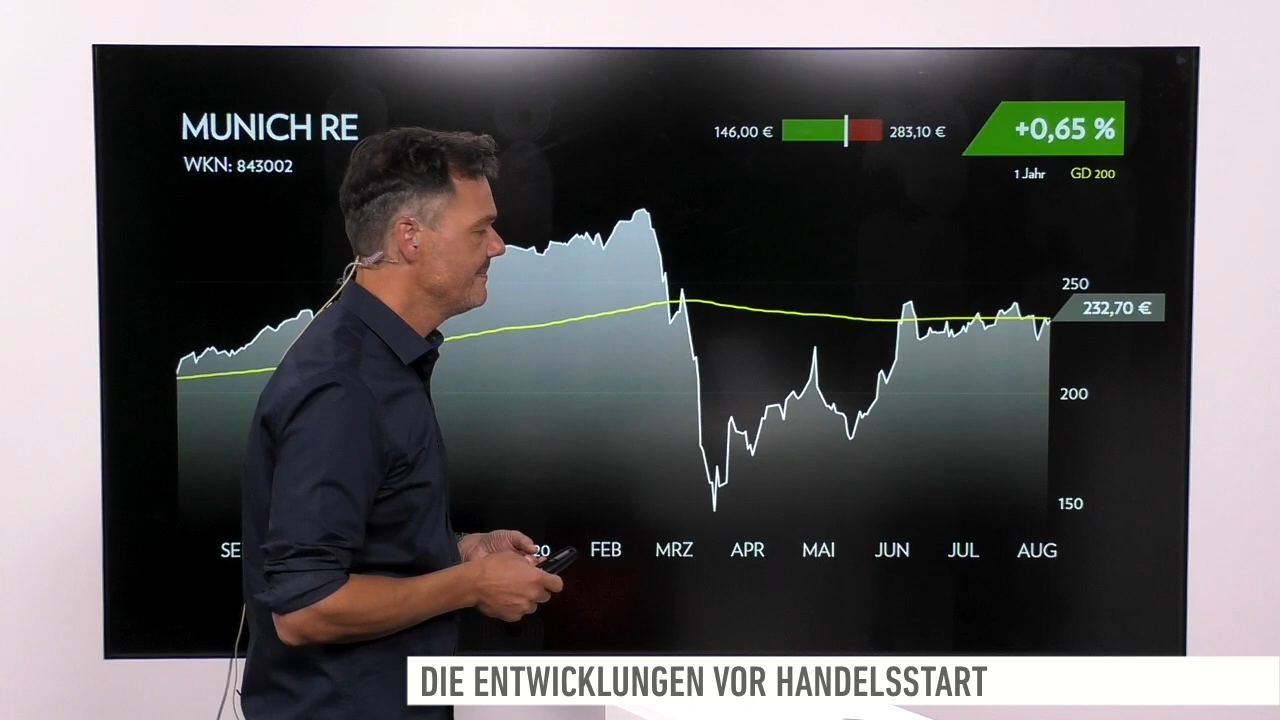 MUNICH RE
WKN: 843002
146,00 € 283,10 €
+0,65 %
1 Jahr GD 200
250
232,70 €
200
150
FEB MRZ APR MAI JUN JUL AUG
DIE ENTWICKLUNGEN VOR HANDELSSTART